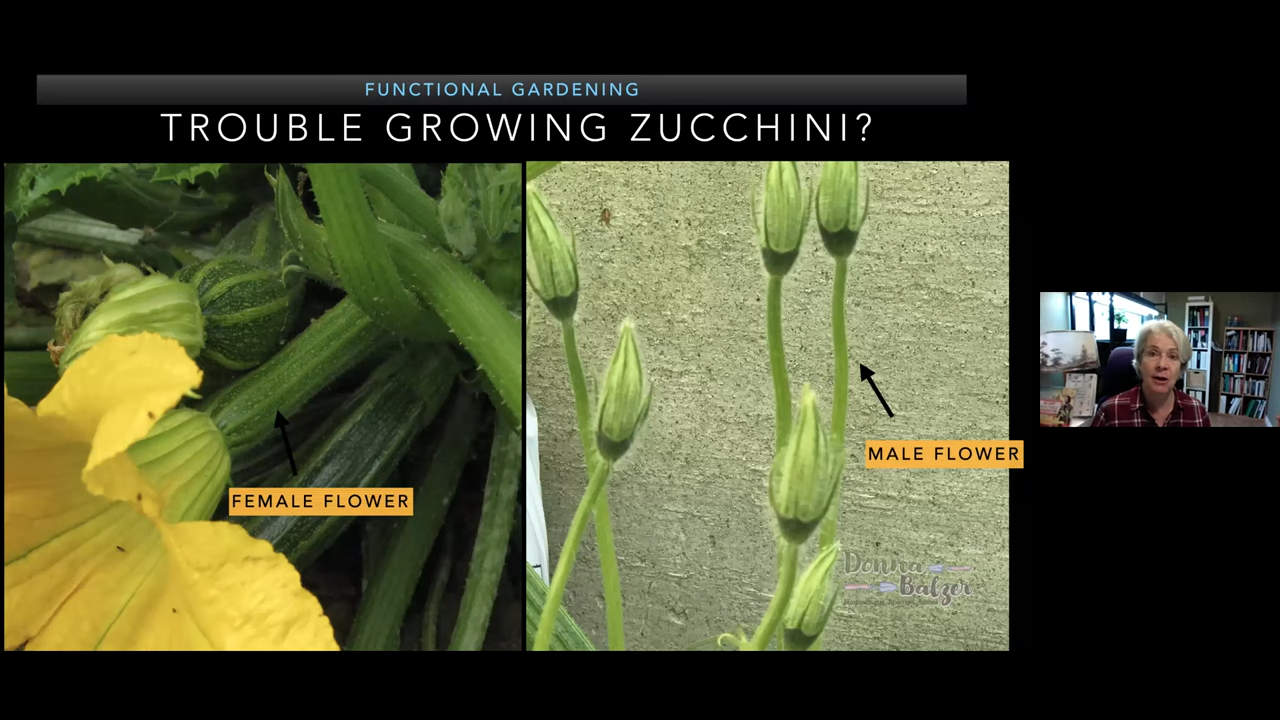 FUNCTIONAL GARDENING
TROUBLE GROWING ZUCCHINI?
MALE FLOWER
FEMALE FLOWER
Donna
Balzer